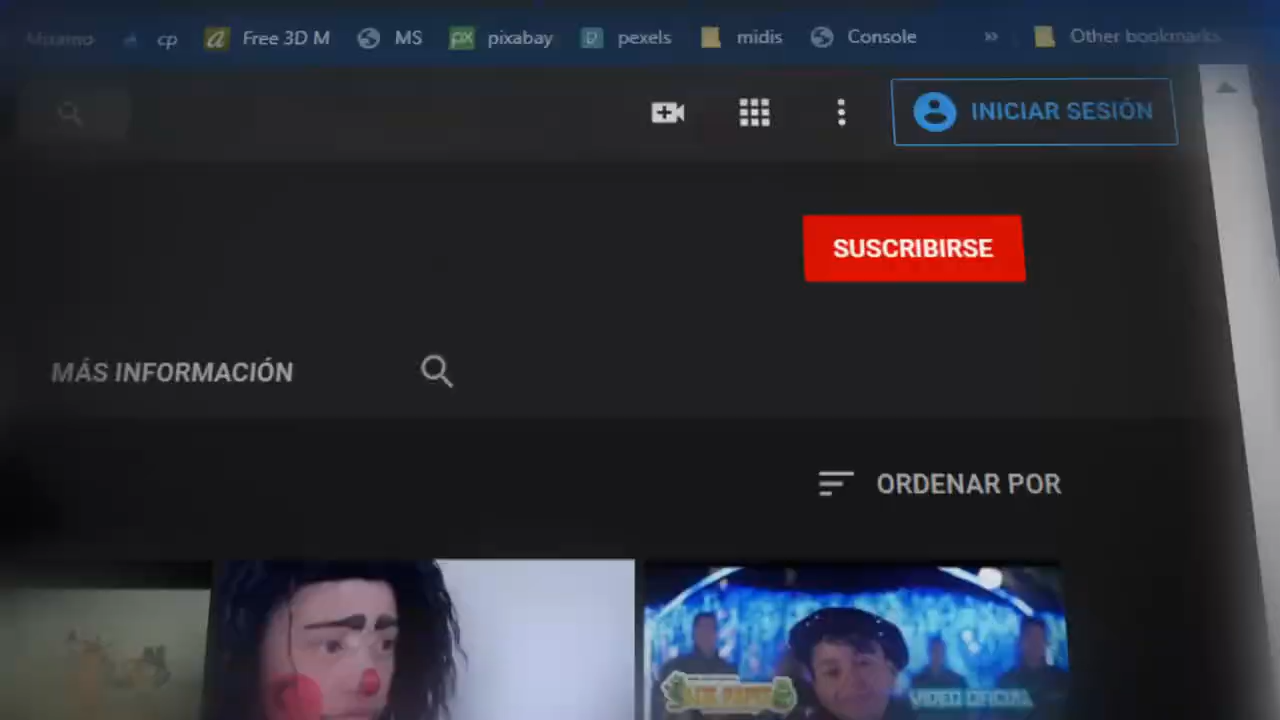 Mixamo cp Free 3D M MS pixabay pexels midis Console » Other bookmarks
INICIAR SESIÓN
SUSCRIBIRSE
MÁS INFORMACIÓN
ORDENAR POR
VIDEO OFICIAL